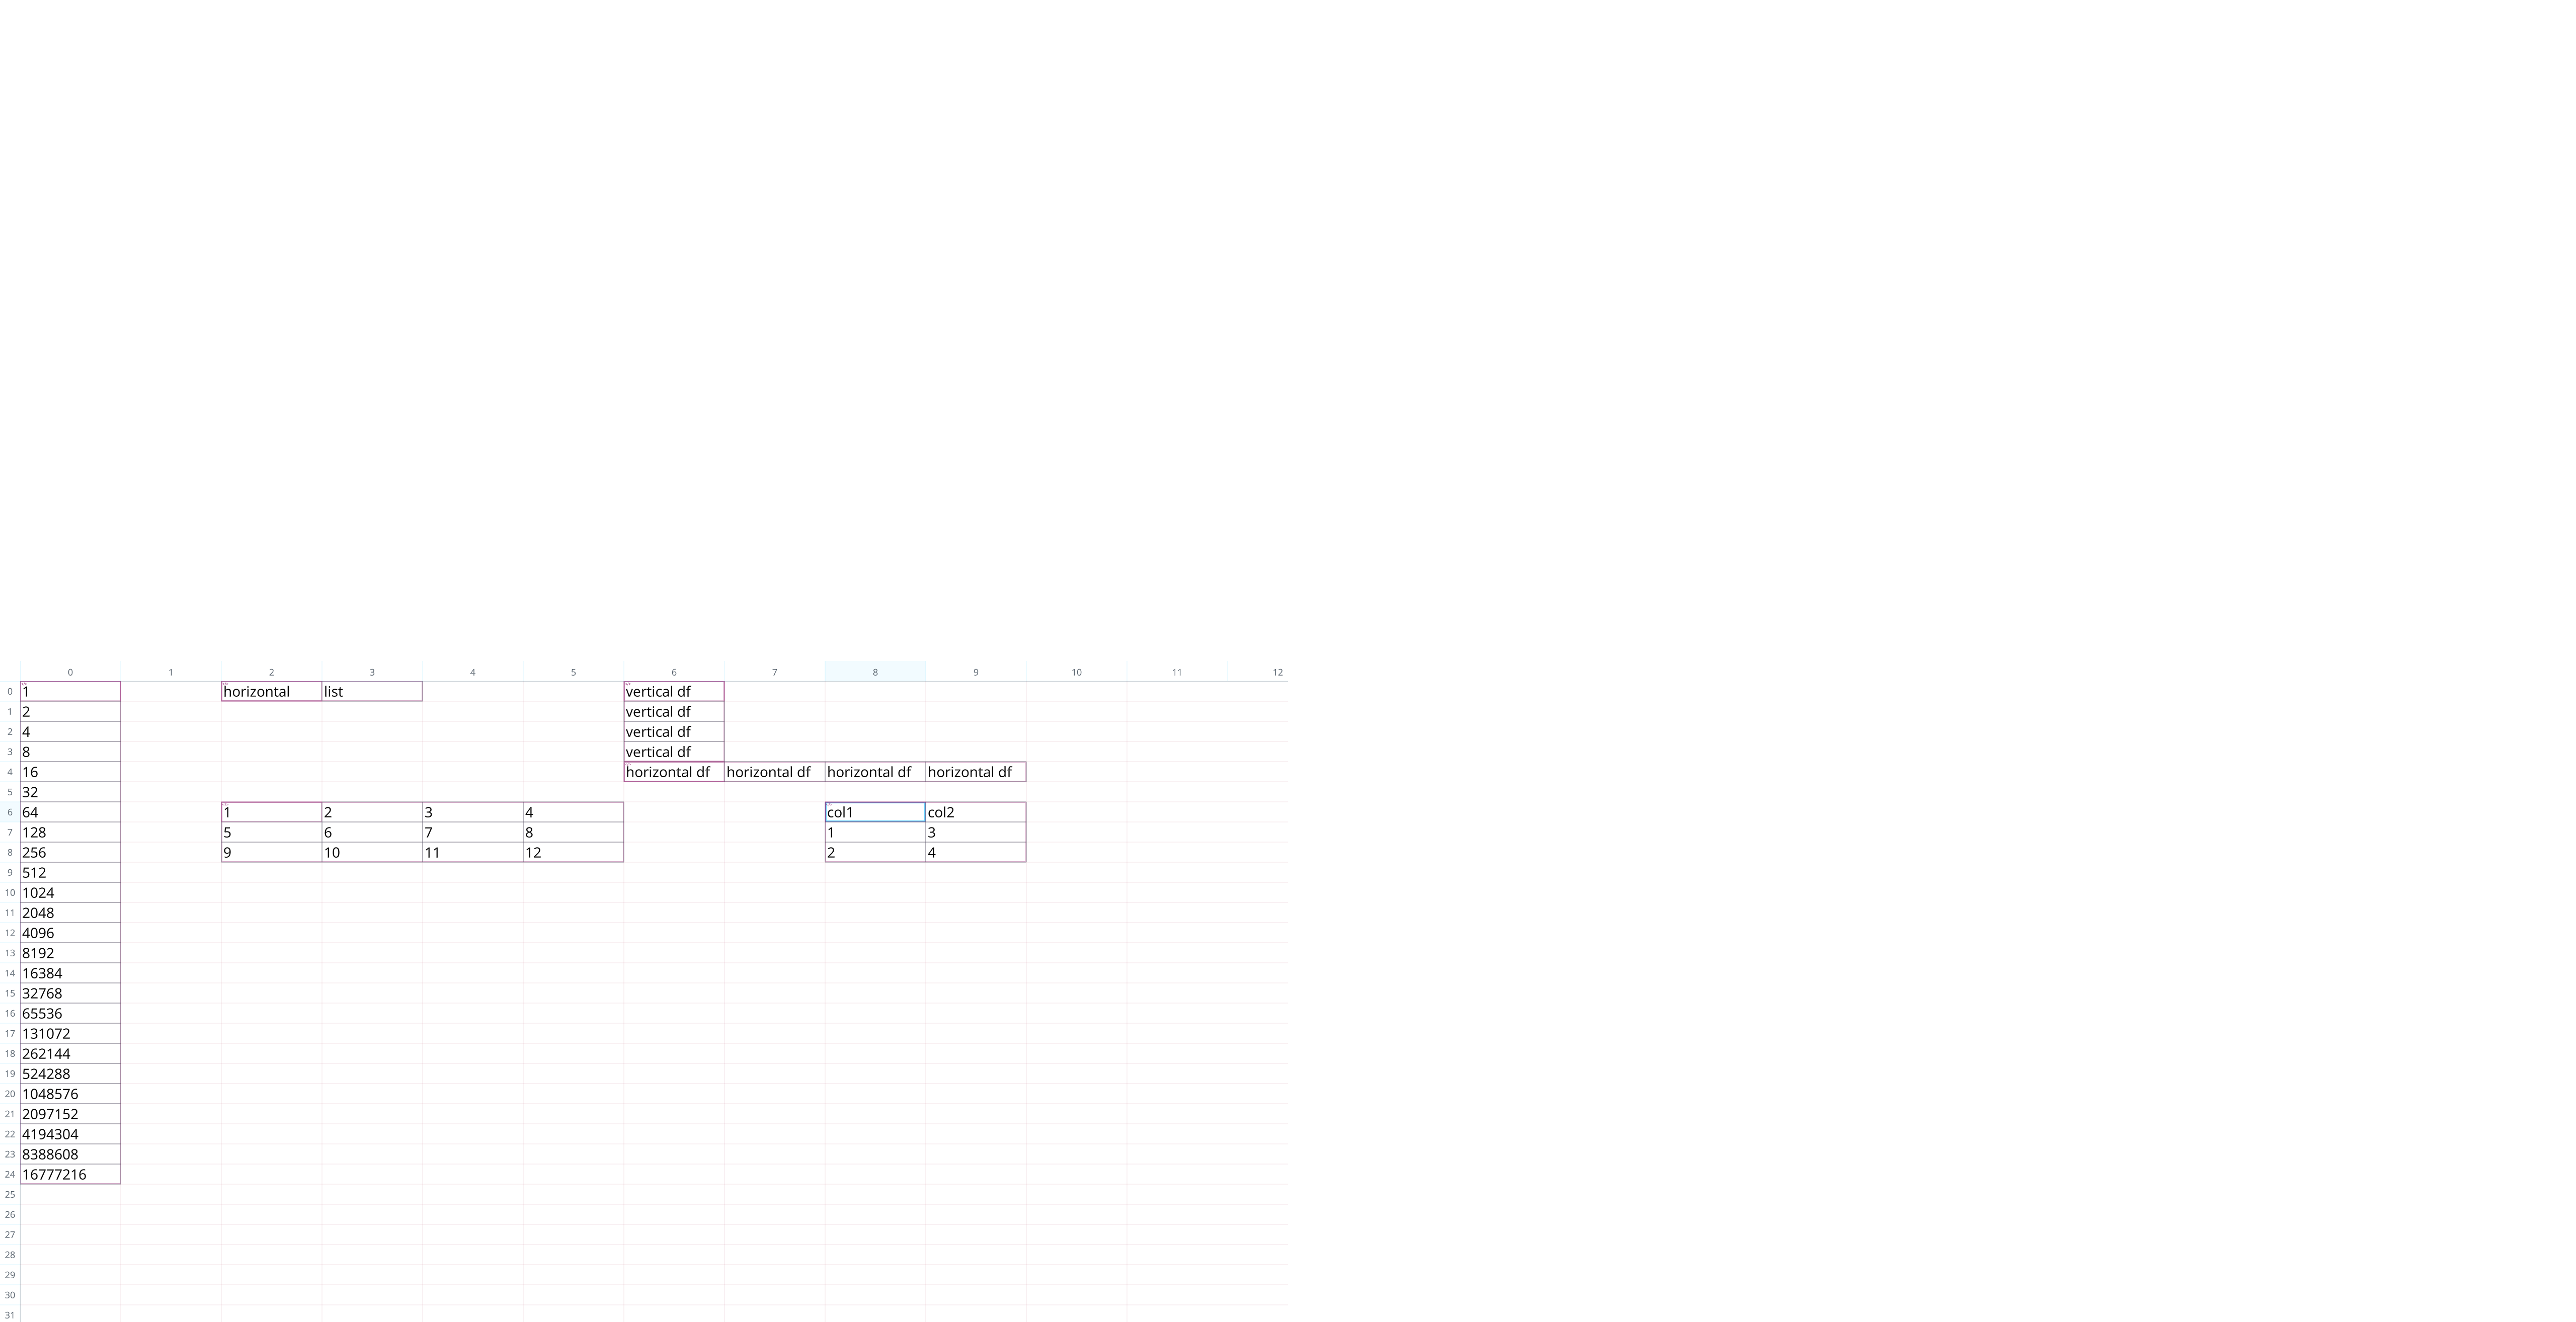 0 1 2 3 4 5 6 7 8 9 10 11 12
0 1 horizontal list vertical df
1 2 vertical df
2 4 vertical df
3 8 vertical df
4 16 horizontal df horizontal df horizontal df horizontal df
5 32
6 64 1 2 3 4 col1 col2
7 128 5 6 7 8 1 3
8 256 9 10 11 12 2 4
9 512
10 1024
11 2048
12 4096
13 8192
14 16384
15 32768
16 65536
17 131072
18 262144
19 524288
20 1048576
21 2097152
22 4194304
23 8388608
24 16777216
25
26
27
28
29
30
31